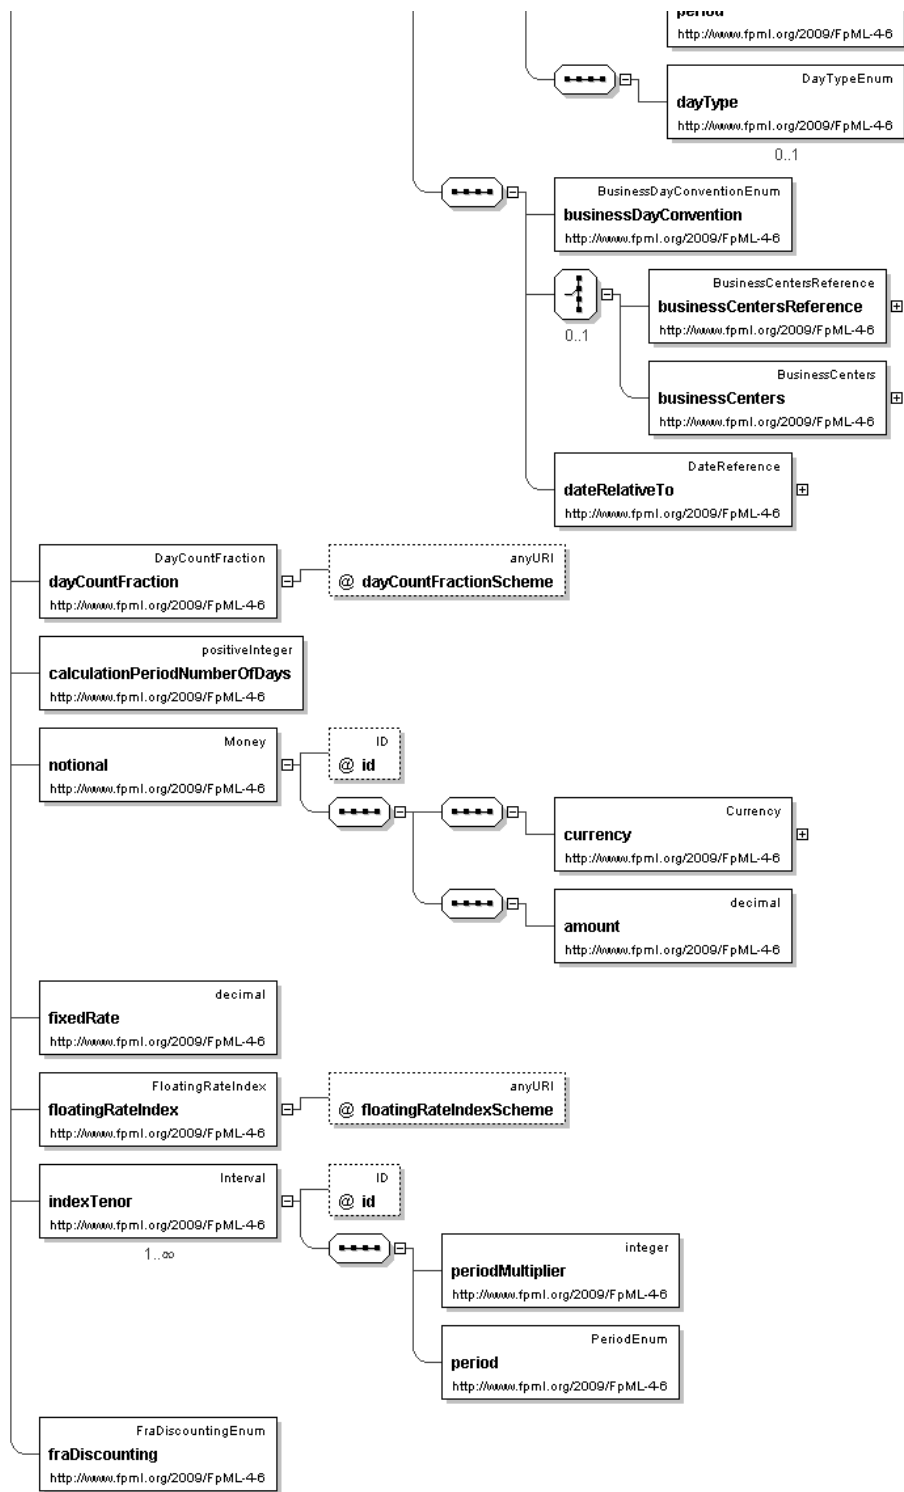 period
http://www.fpml.org/2009/FpML-4-6
DayTypeEnum
dayType
http://www.fpml.org/2009/FpML-4-6
0..1
BusinessDayConventionEnum
businessDayConvention
http://www.fpml.org/2009/FpML-4-6
BusinessCentersReference
businessCentersReference
http://www.fpml.org/2009/FpML-4-6
0..1
BusinessCenters
businessCenters
http://www.fpml.org/2009/FpML-4-6
DateReference
dateRelativeTo
http://www.fpml.org/2009/FpML-4-6
DayCountFraction
dayCountFraction
http://www.fpml.org/2009/FpML-4-6
anyURI
@ dayCountFractionScheme
positiveInteger
calculationPeriodNumberOfDays
http://www.fpml.org/2009/FpML-4-6
Money
notional
http://www.fpml.org/2009/FpML-4-6
ID
@ id
Currency
currency
http://www.fpml.org/2009/FpML-4-6
decimal
amount
http://www.fpml.org/2009/FpML-4-6
decimal
fixedRate
http://www.fpml.org/2009/FpML-4-6
FloatingRateIndex
floatingRateIndex
http://www.fpml.org/2009/FpML-4-6
anyURI
@ floatingRateIndexScheme
Interval
indexTenor
http://www.fpml.org/2009/FpML-4-6
1..∞
ID
@ id
integer
periodMultiplier
http://www.fpml.org/2009/FpML-4-6
PeriodEnum
period
http://www.fpml.org/2009/FpML-4-6
FraDiscountingEnum
fraDiscounting
http://www.fpml.org/2009/FpML-4-6